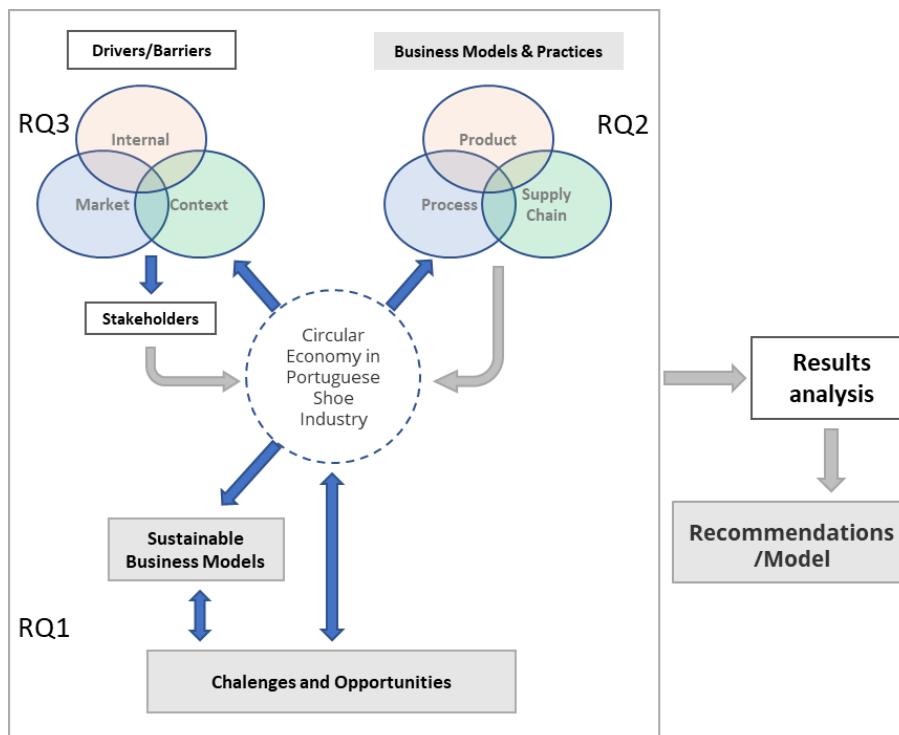 Drivers/Barriers
Business Models & Practices
RQ3
Internal
Market
Context
RQ2
Product
Process
Supply
Chain
Stakeholders
Circular
Economy in
Portuguese
Shoe
Industry
Results
analysis
Recommendations
/Model
Sustainable
Business Models
RQ1
Chalenges and Opportunities